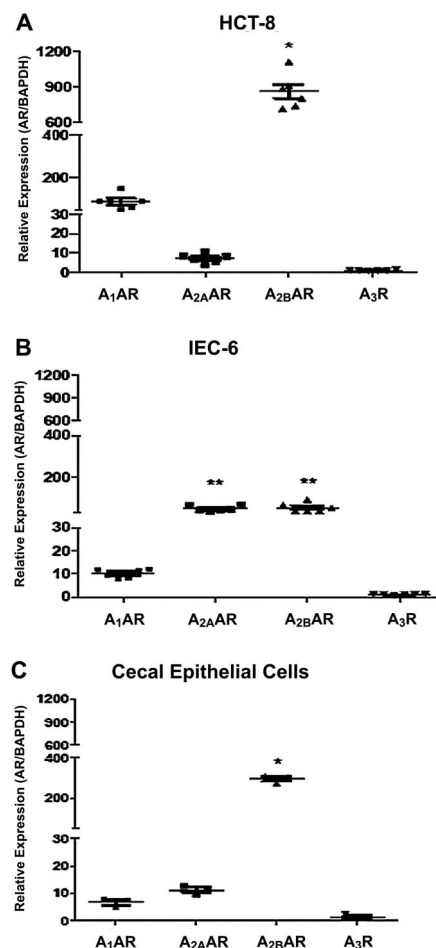 A
HCT-8
Relative Expression (AR/BAPDH)
1200
900
600
400
200
30
20
10
0
*
A1AR
A2AAR
A2BAR
A3R
B
IEC-6
Relative Expression (AR/BAPDH)
1200
900
600
400
200
30
20
10
0
**
**
A1AR
A2AAR
A2BAR
A3R
C
Cecal Epithelial Cells
Relative Expression (AR/BAPDH)
1200
900
600
400
200
30
20
10
0
*
A1AR
A2AAR
A2BAR
A3R